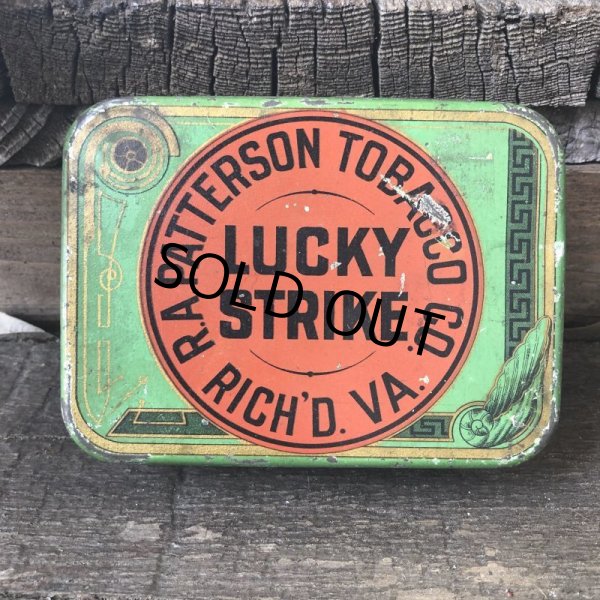 R.A. PATTERSON TOBACCO CO.
LUCKY
STRIKE.
RICH'D. VA.
SOLD OUT